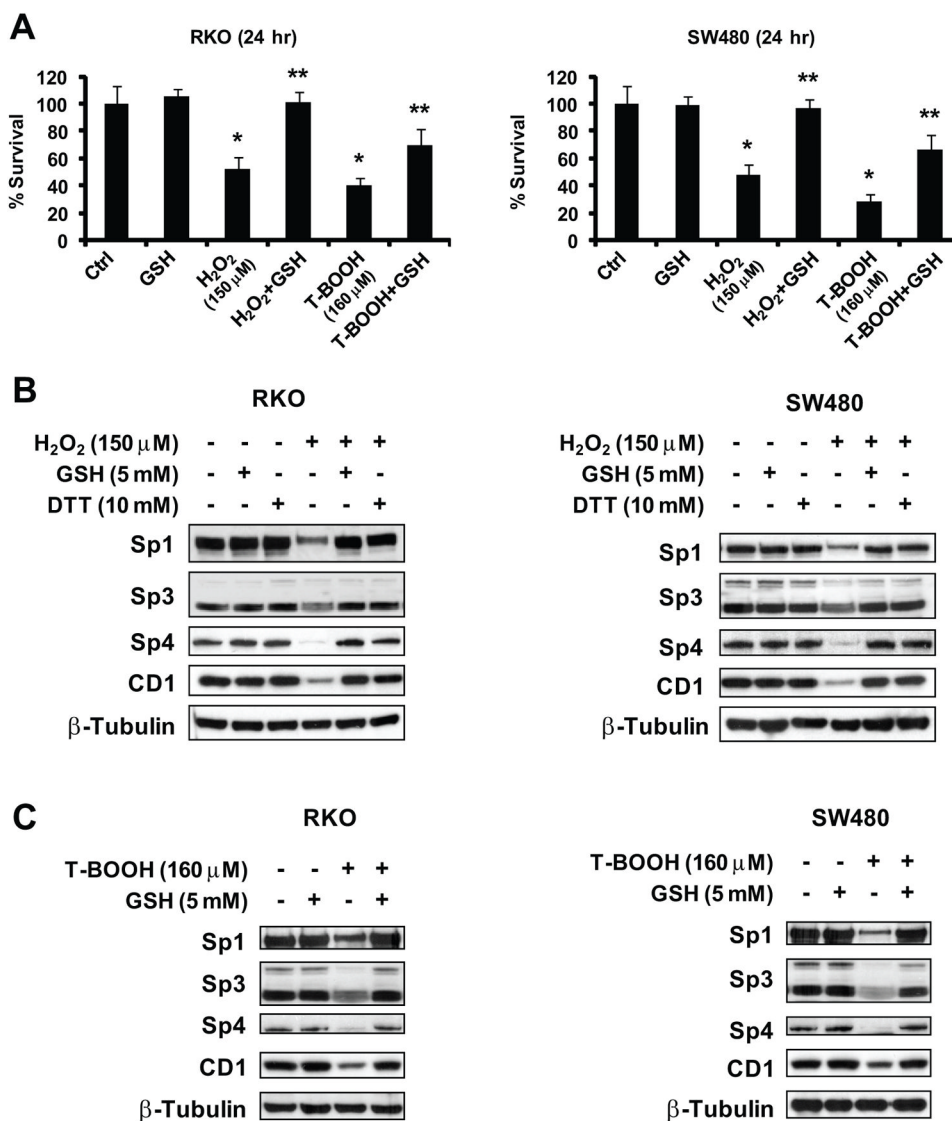 A
RKO (24 hr)
% Survival
120
100
80
60
40
20
0
*
**
*
**
Ctrl
GSH
H₂O₂
(150 μM)
H₂O₂+GSH
T-BOOH
(160 μM)
T-BOOH+GSH
SW480 (24 hr)
% Survival
120
100
80
60
40
20
0
*
**
*
**
Ctrl
GSH
H₂O₂
(150 μM)
H₂O₂+GSH
T-BOOH
(160 μM)
T-BOOH+GSH
B
RKO
H₂O₂ (150 μM) - - - + + +
GSH (5 mM) - + - - + -
DTT (10 mM) - - + - - +
Sp1
Sp3
Sp4
CD1
β-Tubulin
SW480
H₂O₂ (150 μM) - - - + + +
GSH (5 mM) - + - - + -
DTT (10 mM) - - + - - +
Sp1
Sp3
Sp4
CD1
β-Tubulin
C
RKO
T-BOOH (160 μM) - - + +
GSH (5 mM) - + - +
Sp1
Sp3
Sp4
CD1
β-Tubulin
SW480
T-BOOH (160 μM) - - + +
GSH (5 mM) - + - +
Sp1
Sp3
Sp4
CD1
β-Tubulin